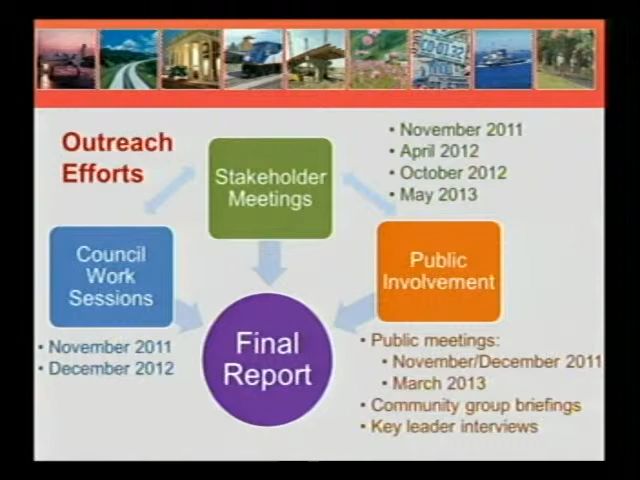 Outreach
Efforts
Stakeholder
Meetings
• November 2011
• April 2012
• October 2012
• May 2013
Council
Work
Sessions
• November 2011
• December 2012
Public
Involvement
• Public meetings:
• November/December 2011
• March 2013
• Community group briefings
• Key leader interviews
Final
Report